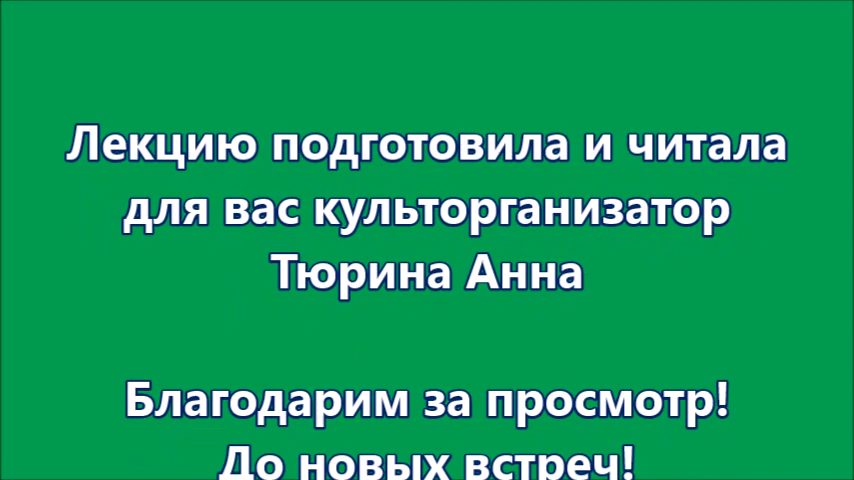 Лекцию подготовила и читала
для вас культорганизатор
Тюрина Анна
Благодарим за просмотр!
До новых встреч!